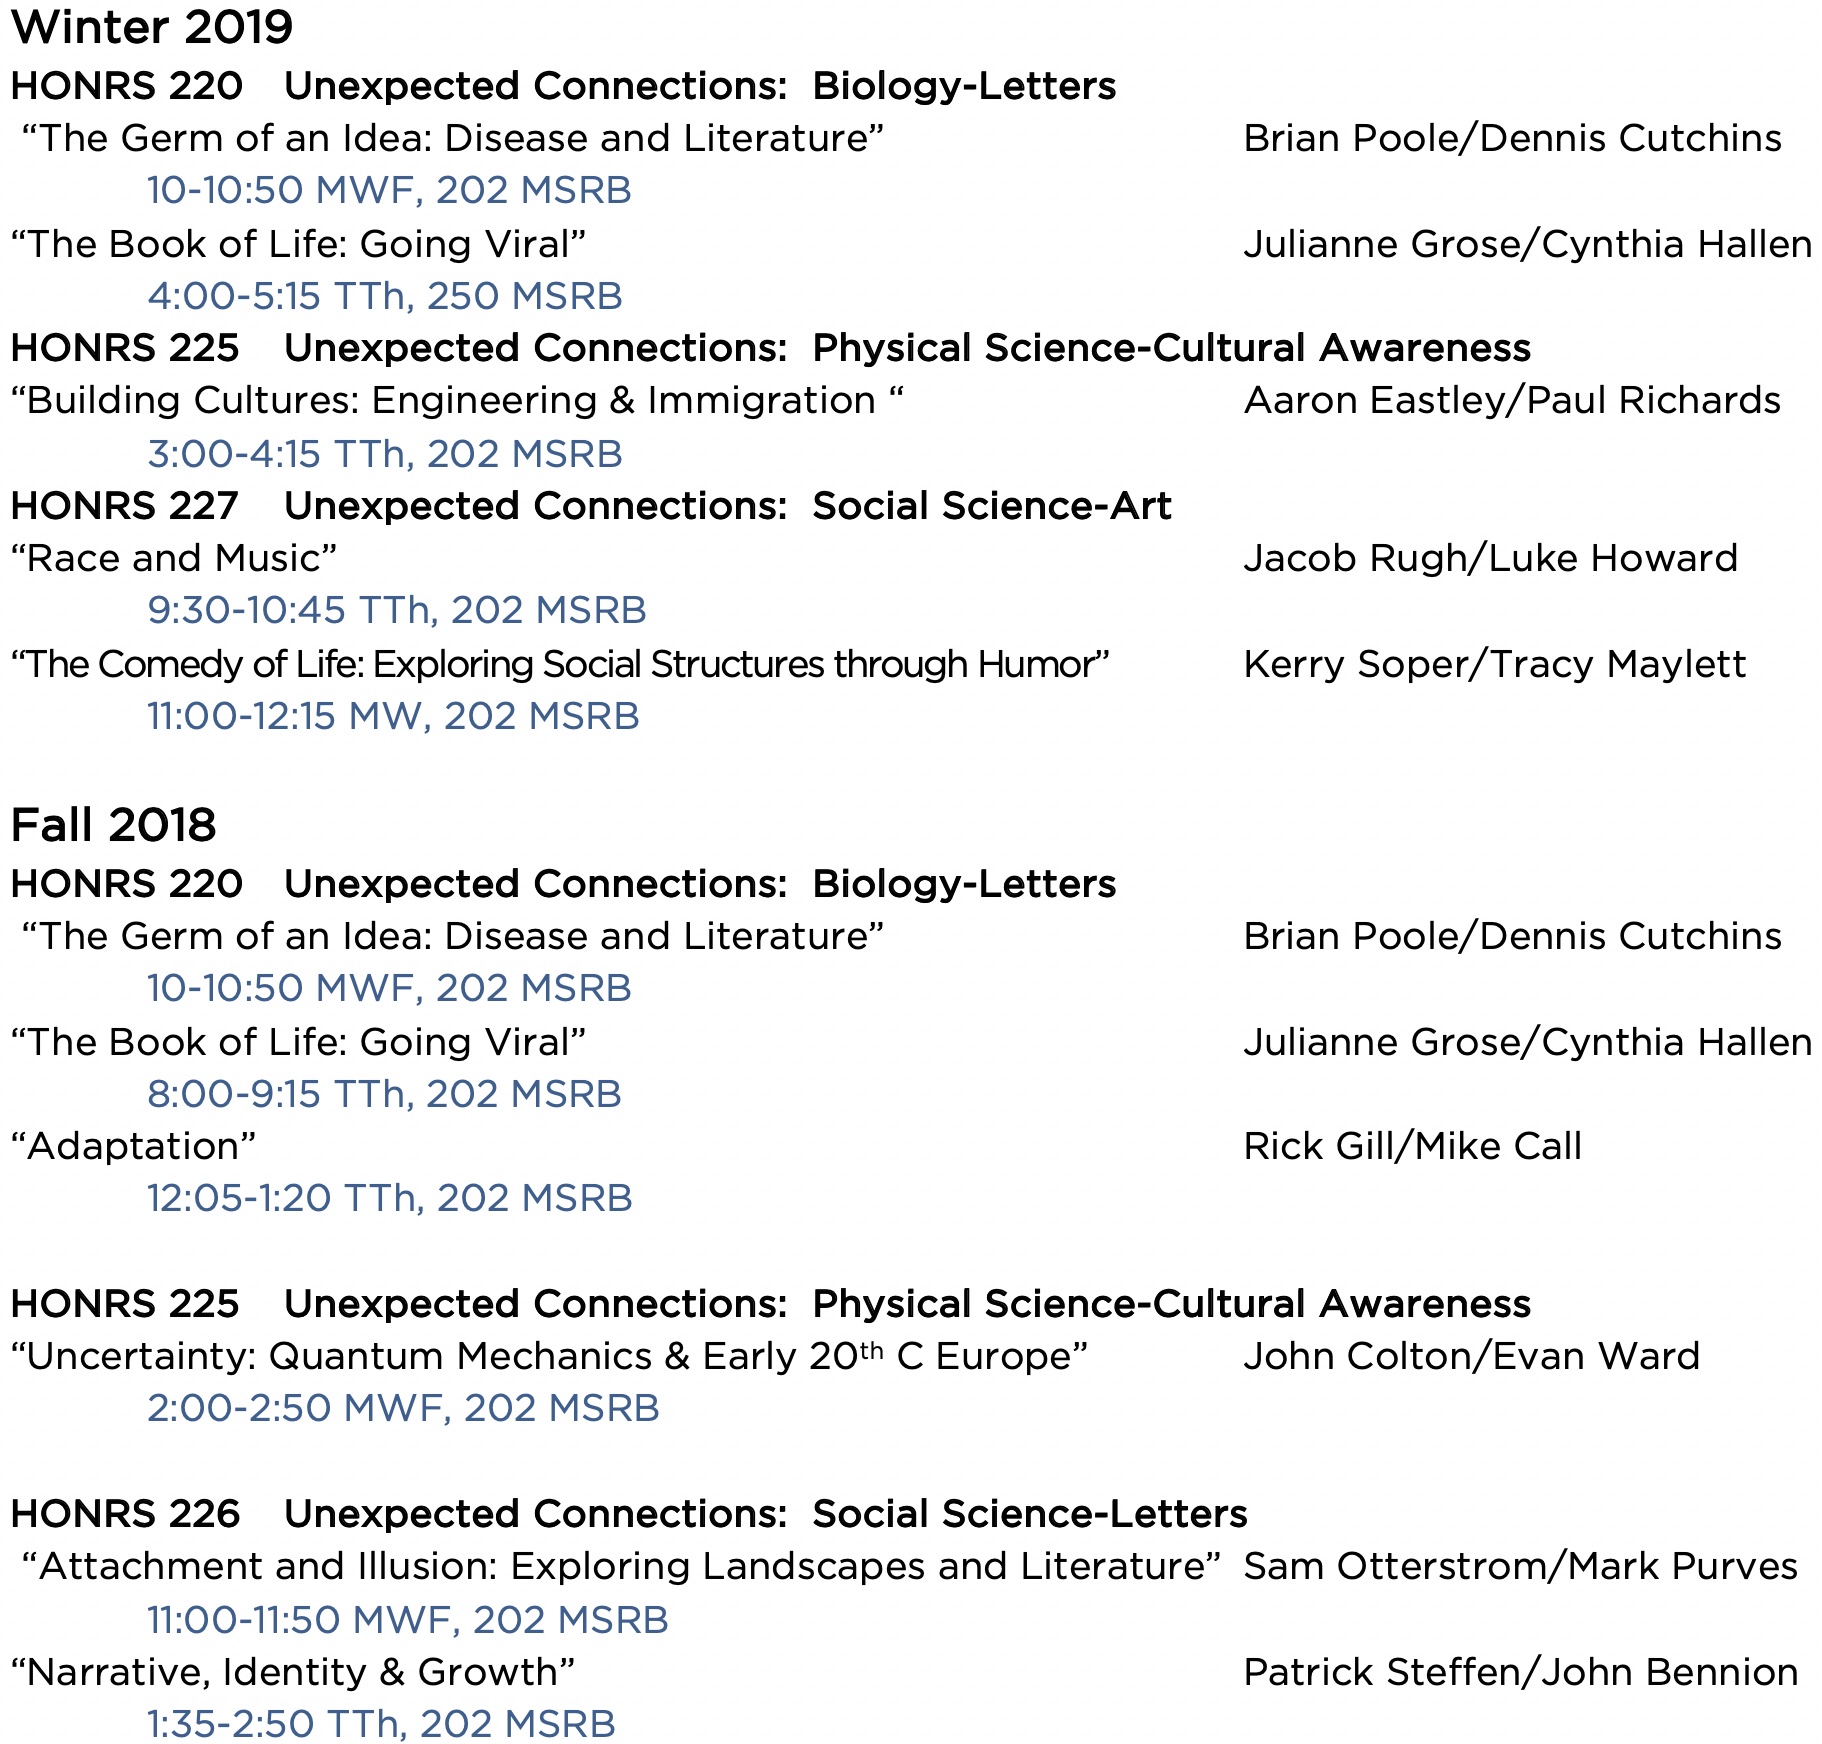 Winter 2019
HONRS 220 Unexpected Connections: Biology-Letters
“The Germ of an Idea: Disease and Literature” Brian Poole/Dennis Cutchins
10-10:50 MWF, 202 MSRB
“The Book of Life: Going Viral” Julianne Grose/Cynthia Hallen
4:00-5:15 TTh, 250 MSRB
HONRS 225 Unexpected Connections: Physical Science-Cultural Awareness
“Building Cultures: Engineering & Immigration “ Aaron Eastley/Paul Richards
3:00-4:15 TTh, 202 MSRB
HONRS 227 Unexpected Connections: Social Science-Art
“Race and Music” Jacob Rugh/Luke Howard
9:30-10:45 TTh, 202 MSRB
“The Comedy of Life: Exploring Social Structures through Humor” Kerry Soper/Tracy Maylett
11:00-12:15 MW, 202 MSRB
Fall 2018
HONRS 220 Unexpected Connections: Biology-Letters
“The Germ of an Idea: Disease and Literature” Brian Poole/Dennis Cutchins
10-10:50 MWF, 202 MSRB
“The Book of Life: Going Viral” Julianne Grose/Cynthia Hallen
8:00-9:15 TTh, 202 MSRB
“Adaptation” Rick Gill/Mike Call
12:05-1:20 TTh, 202 MSRB
HONRS 225 Unexpected Connections: Physical Science-Cultural Awareness
“Uncertainty: Quantum Mechanics & Early 20th C Europe” John Colton/Evan Ward
2:00-2:50 MWF, 202 MSRB
HONRS 226 Unexpected Connections: Social Science-Letters
“Attachment and Illusion: Exploring Landscapes and Literature” Sam Otterstrom/Mark Purves
11:00-11:50 MWF, 202 MSRB
“Narrative, Identity & Growth” Patrick Steffen/John Bennion
1:35-2:50 TTh, 202 MSRB